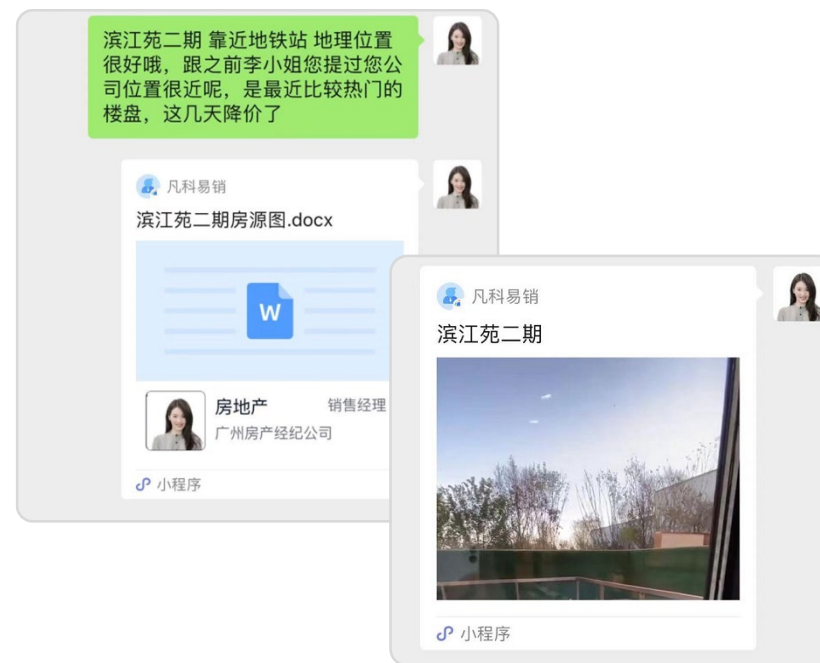 滨江苑二期 靠近地铁站 地理位置
很好哦，跟之前李小姐您提过您公
司位置很近呢，是最近比较热门的
楼盘，这几天降价了
凡科易销
滨江苑二期房源图.docx
W
房地产 销售经理
广州房产经纪公司
小程序
凡科易销
滨江苑二期
小程序